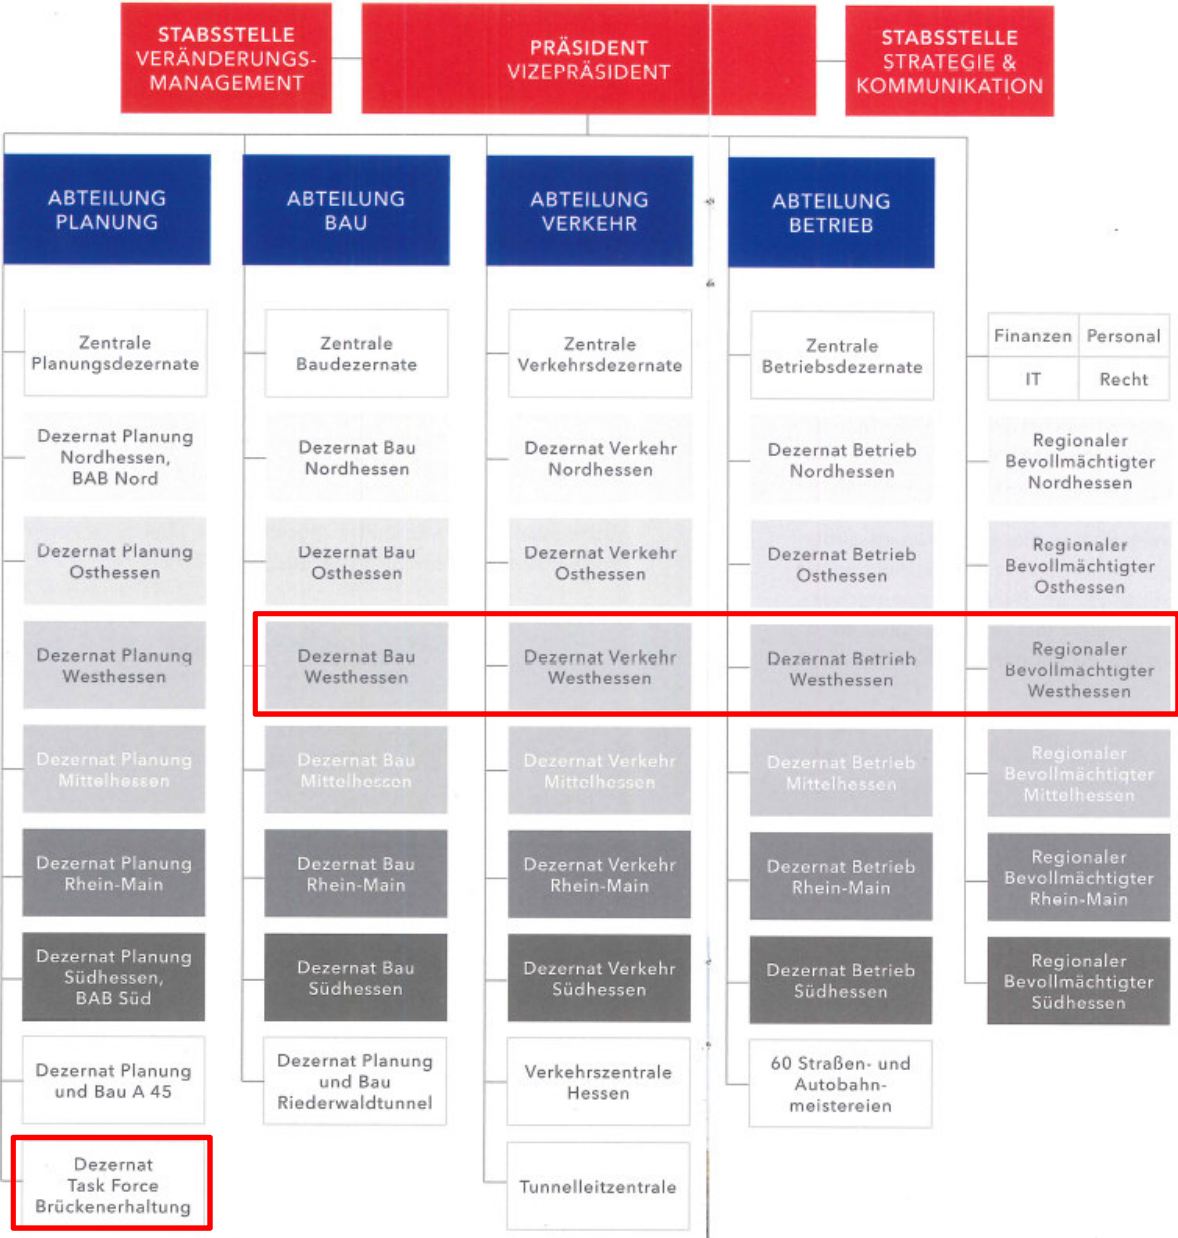 STABSSTELLE
VERÄNDERUNGS-
MANAGEMENT
PRÄSIDENT
VIZEPRÄSIDENT
STABSSTELLE
STRATEGIE &
KOMMUNIKATION
ABTEILUNG
PLANUNG
ABTEILUNG
BAU
ABTEILUNG
VERKEHR
ABTEILUNG
BETRIEB
Zentrale
Planungsdezernate
Zentrale
Baudezernate
Zentrale
Verkehrsdezernate
Zentrale
Betriebsdezernate
Finanzen
Personal
IT
Recht
Dezernat Planung
Nordhessen,
BAB Nord
Dezernat Bau
Nordhessen
Dezernat Verkehr
Nordhessen
Dezernat Betrieb
Nordhessen
Regionaler
Bevollmächtigter
Nordhessen
Dezernat Planung
Osthessen
Dezernat Bau
Osthessen
Dezernat Verkehr
Osthessen
Dezernat Betrieb
Osthessen
Regionaler
Bevollmächtigter
Osthessen
Dezernat Planung
Westhessen
Dezernat Bau
Westhessen
Dezernat Verkehr
Westhessen
Dezernat Betrieb
Westhessen
Regionaler
Bevollmächtigter
Westhessen
Dezernat Planung
Mittelhessen
Dezernat Bau
Mittelhessen
Dezernat Verkehr
Mittelhessen
Dezernat Betrieb
Mittelhessen
Regionaler
Bevollmächtigter
Mittelhessen
Dezernat Planung
Rhein-Main
Dezernat Bau
Rhein-Main
Dezernat Verkehr
Rhein-Main
Dezernat Betrieb
Rhein-Main
Regionaler
Bevollmächtigter
Rhein-Main
Dezernat Planung
Südhessen,
BAB Süd
Dezernat Bau
Südhessen
Dezernat Verkehr
Südhessen
Dezernat Betrieb
Südhessen
Regionaler
Bevollmächtigter
Südhessen
Dezernat Planung
und Bau A 45
Dezernat Planung
und Bau
Riederwaldtunnel
Verkehrszentrale
Hessen
60 Straßen- und
Autobahn-
meistereien
Dezernat
Task Force
Brückenerhaltung
Tunnelleitzentrale